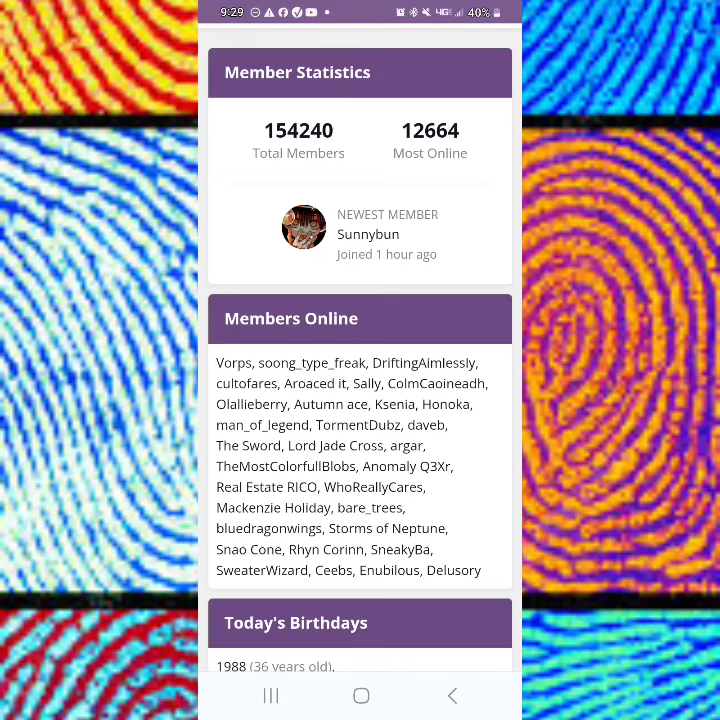 9:29
4G 40%
Member Statistics
154240 12664
Total Members Most Online
NEWEST MEMBER
Sunnybun
Joined 1 hour ago
Members Online
Vorps, soong_type_freak, DriftingAimlessly,
cultofares, Aroaced it, Sally, ColmCaoineadh,
Olallieberry, Autumn ace, Ksenia, Honoka,
man_of_legend, TormentDubz, daveb,
The Sword, Lord Jade Cross, argar,
TheMostColorfullBlobs, Anomaly Q3Xr,
Real Estate RICO, WhoReallyCares,
Mackenzie Holiday, bare_trees,
bluedragonwings, Storms of Neptune,
Snao Cone, Rhyn Corinn, SneakyBa,
SweaterWizard, Ceebs, Enubilous, Delusory
Today's Birthdays
1988 (36 years old),